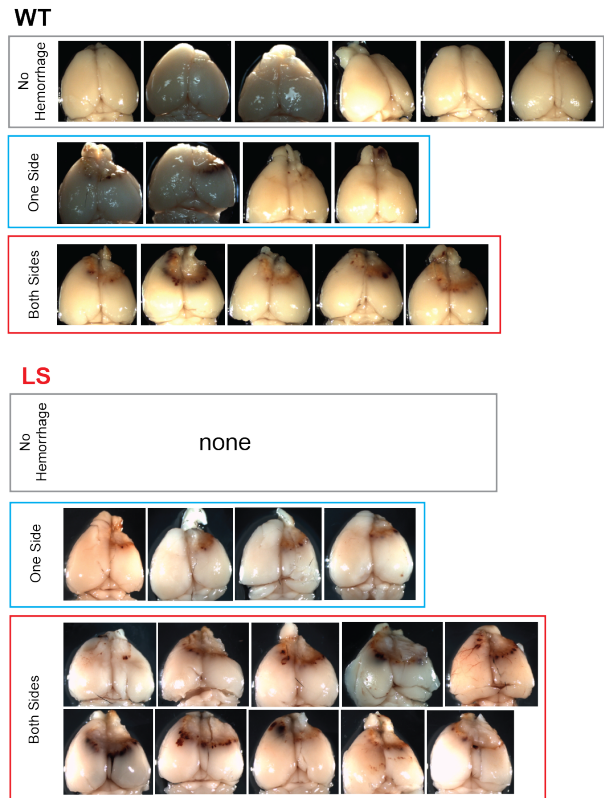 WT
No
Hemorrhage
One Side
Both Sides
LS
No
Hemorrhage
none
One Side
Both Sides